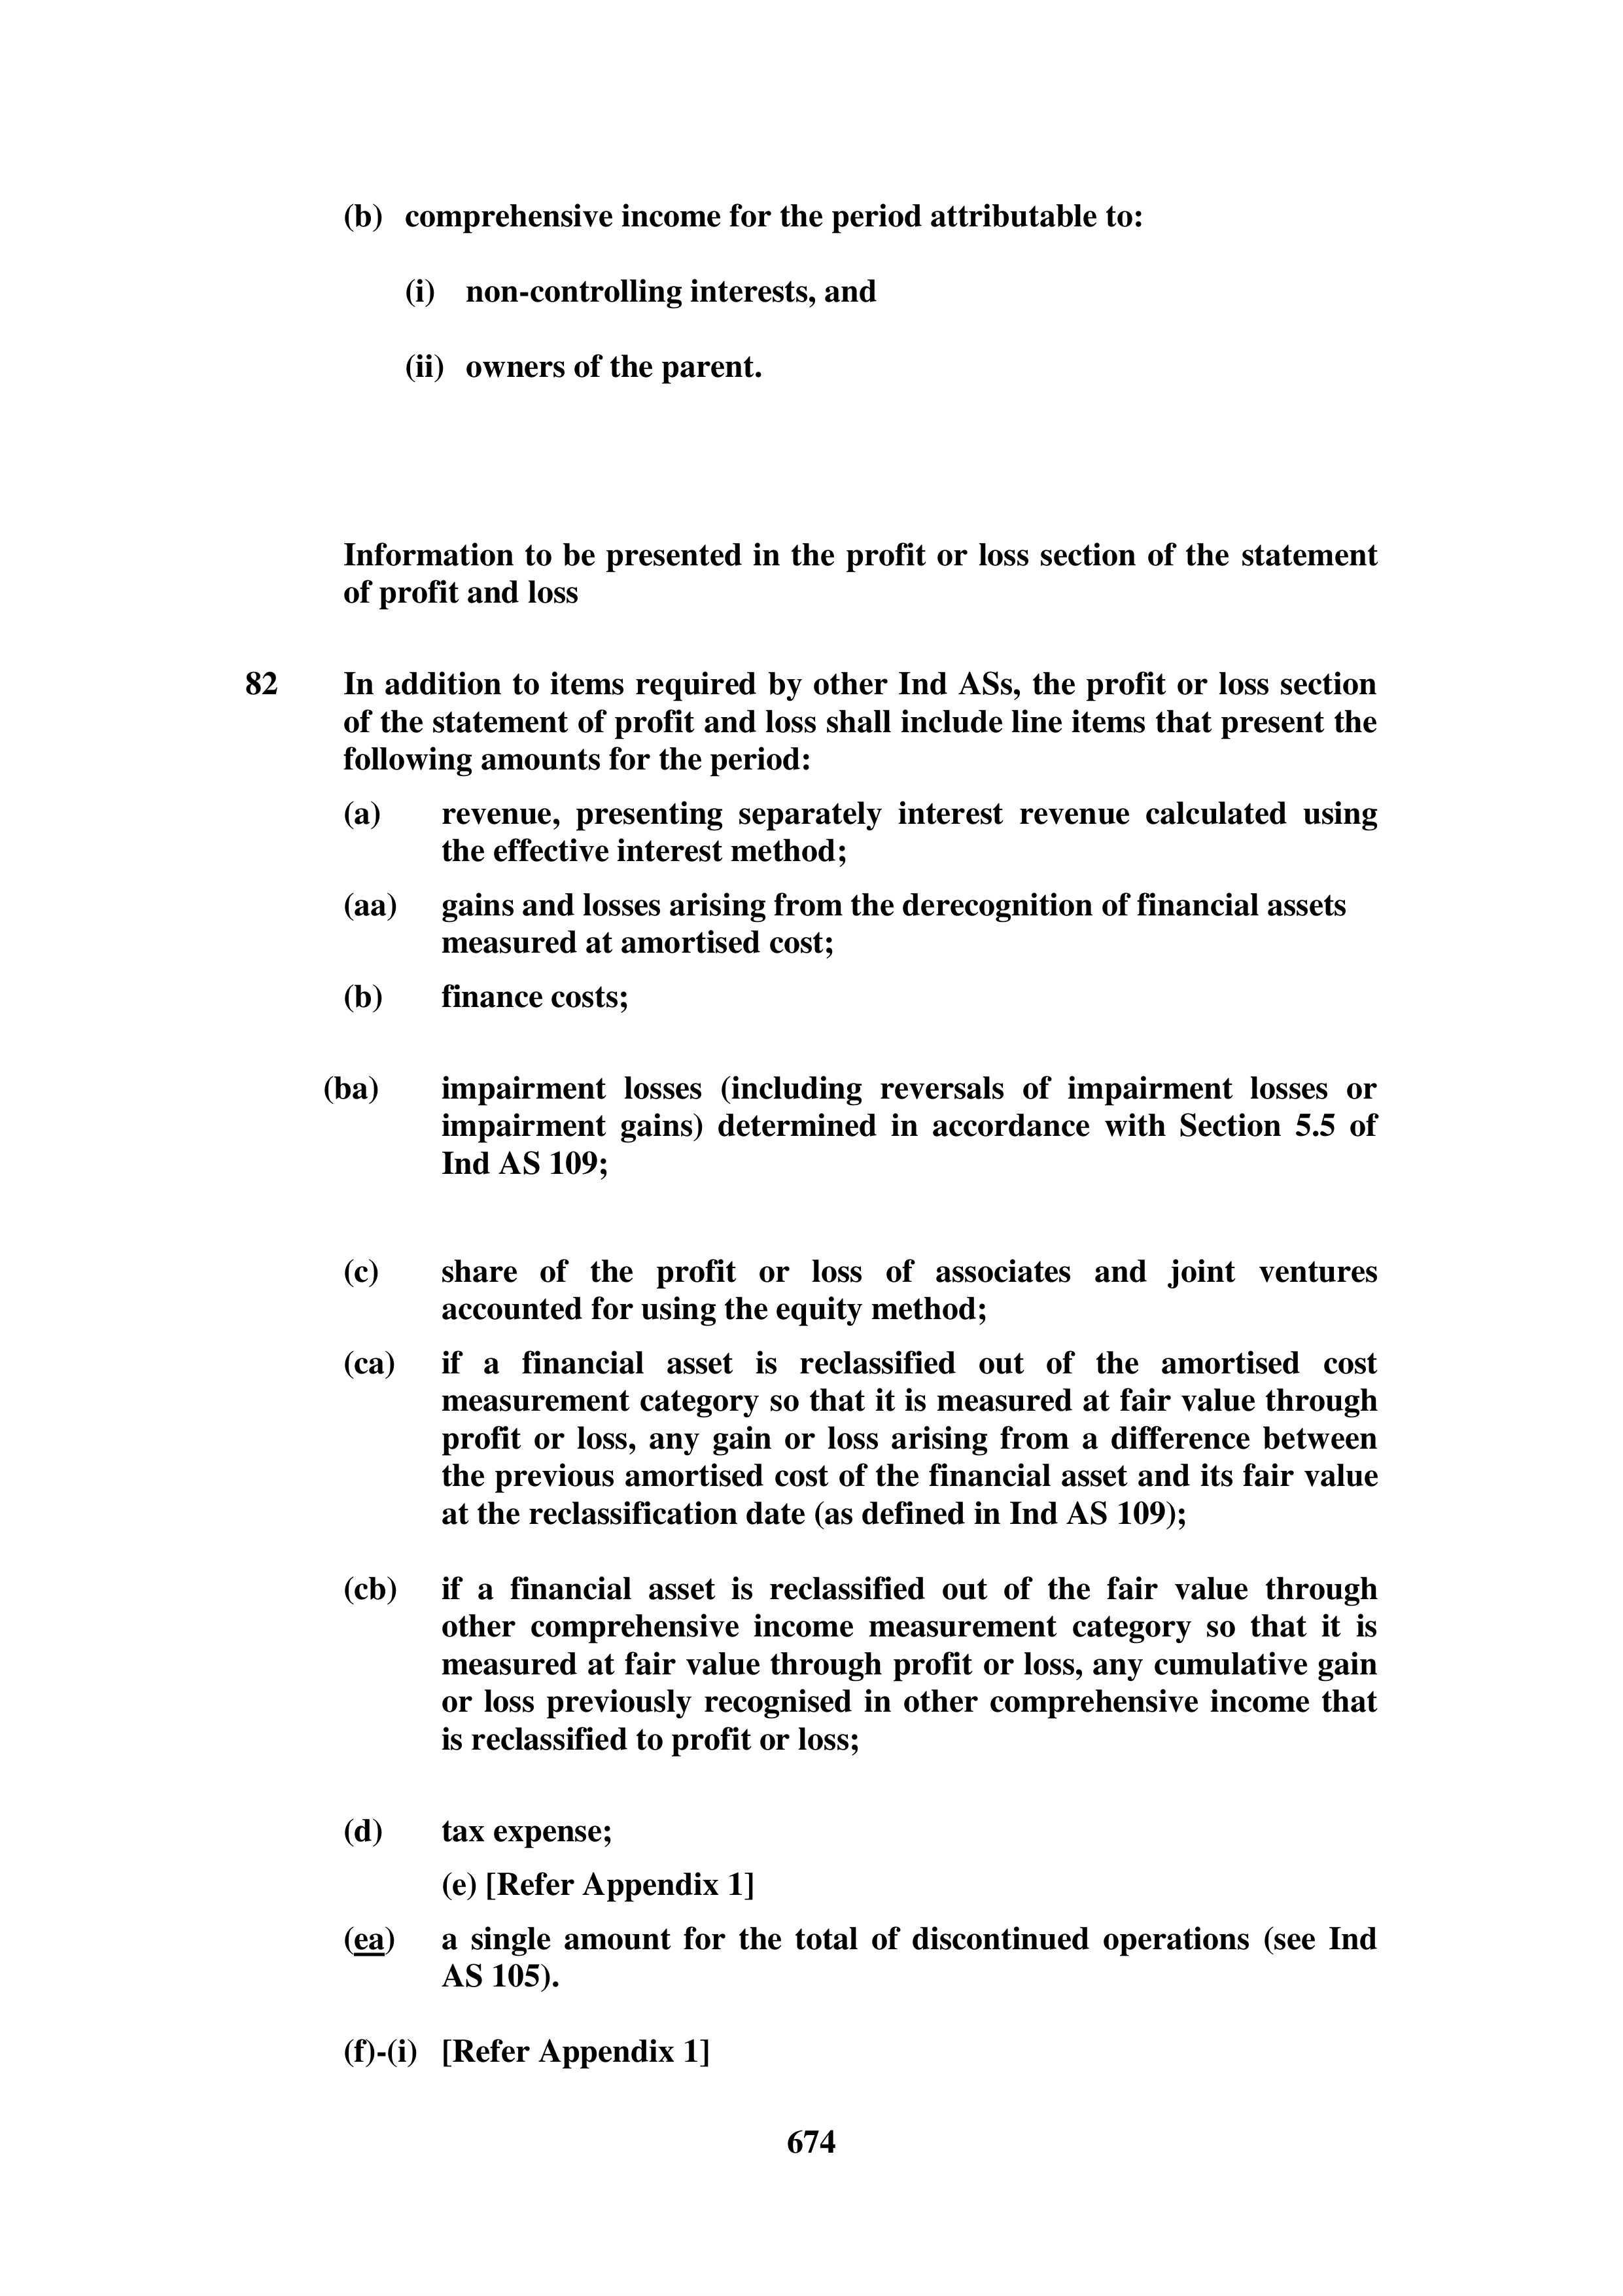 (b) comprehensive income for the period attributable to:
(i) non-controlling interests, and
(ii) owners of the parent.
Information to be presented in the profit or loss section of the statement
of profit and loss
82 In addition to items required by other Ind ASs, the profit or loss section
of the statement of profit and loss shall include line items that present the
following amounts for the period:
(a) revenue, presenting separately interest revenue calculated using
the effective interest method;
(aa) gains and losses arising from the derecognition of financial assets
measured at amortised cost;
(b) finance costs;
(ba) impairment losses (including reversals of impairment losses or
impairment gains) determined in accordance with Section 5.5 of
Ind AS 109;
(c) share of the profit or loss of associates and joint ventures
accounted for using the equity method;
(ca) if a financial asset is reclassified out of the amortised cost
measurement category so that it is measured at fair value through
profit or loss, any gain or loss arising from a difference between
the previous amortised cost of the financial asset and its fair value
at the reclassification date (as defined in Ind AS 109);
(cb) if a financial asset is reclassified out of the fair value through
other comprehensive income measurement category so that it is
measured at fair value through profit or loss, any cumulative gain
or loss previously recognised in other comprehensive income that
is reclassified to profit or loss;
(d) tax expense;
(e) [Refer Appendix 1]
(ea) a single amount for the total of discontinued operations (see Ind
AS 105).
(f)-(i) [Refer Appendix 1]
674